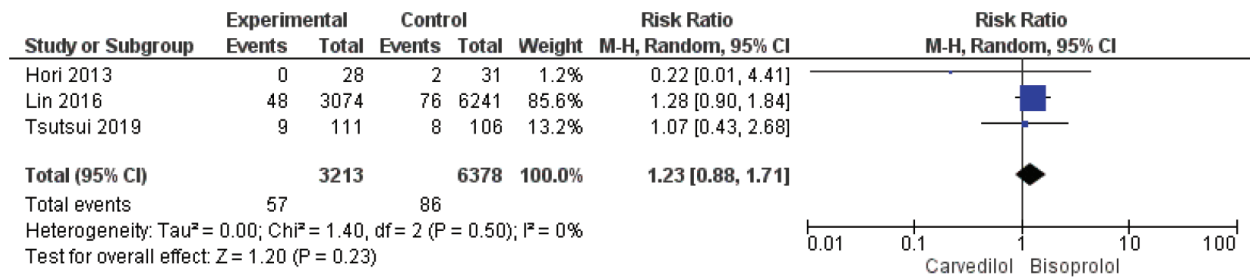 Experimental Control Risk Ratio Risk Ratio
Study or Subgroup Events Total Events Total Weight M-H, Random, 95% CI M-H, Random, 95% CI
Hori 2013 0 28 2 31 1.2% 0.22 [0.01, 4.41]
Lin 2016 48 3074 76 6241 85.6% 1.28 [0.90, 1.84]
Tsutsui 2019 9 111 8 106 13.2% 1.07 [0.43, 2.68]
Total (95% CI) 3213 6378 100.0% 1.23 [0.88, 1.71]
Total events 57 86
Heterogeneity: Tau² = 0.00; Chi² = 1.40, df = 2 (P = 0.50); I² = 0%
Test for overall effect: Z = 1.20 (P = 0.23)
0.01 0.1 1 10 100
Carvedilol Bisoprolol